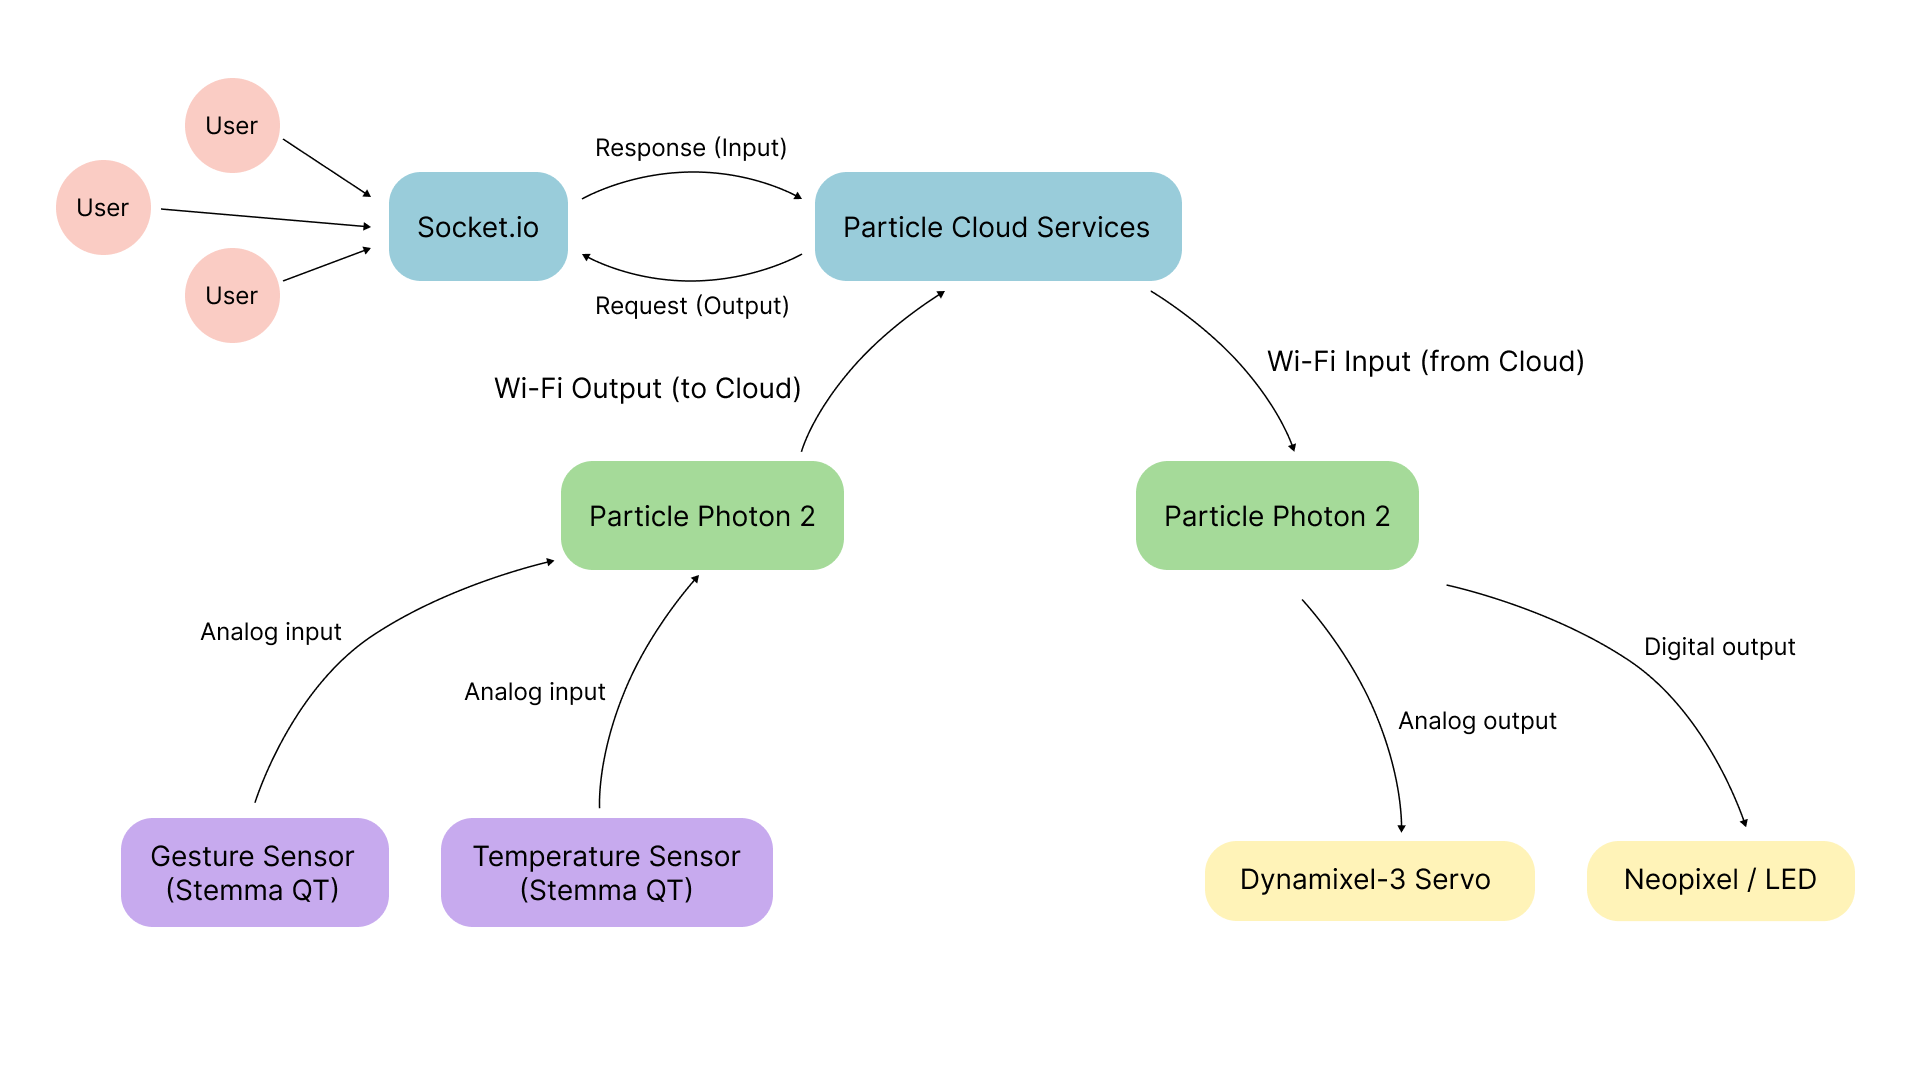 User
User
User
Socket.io
Response (Input)
Request (Output)
Particle Cloud Services
Wi-Fi Output (to Cloud)
Wi-Fi Input (from Cloud)
Particle Photon 2
Particle Photon 2
Analog input
Analog input
Analog output
Digital output
Gesture Sensor
(Stemma QT)
Temperature Sensor
(Stemma QT)
Dynamixel-3 Servo
Neopixel / LED